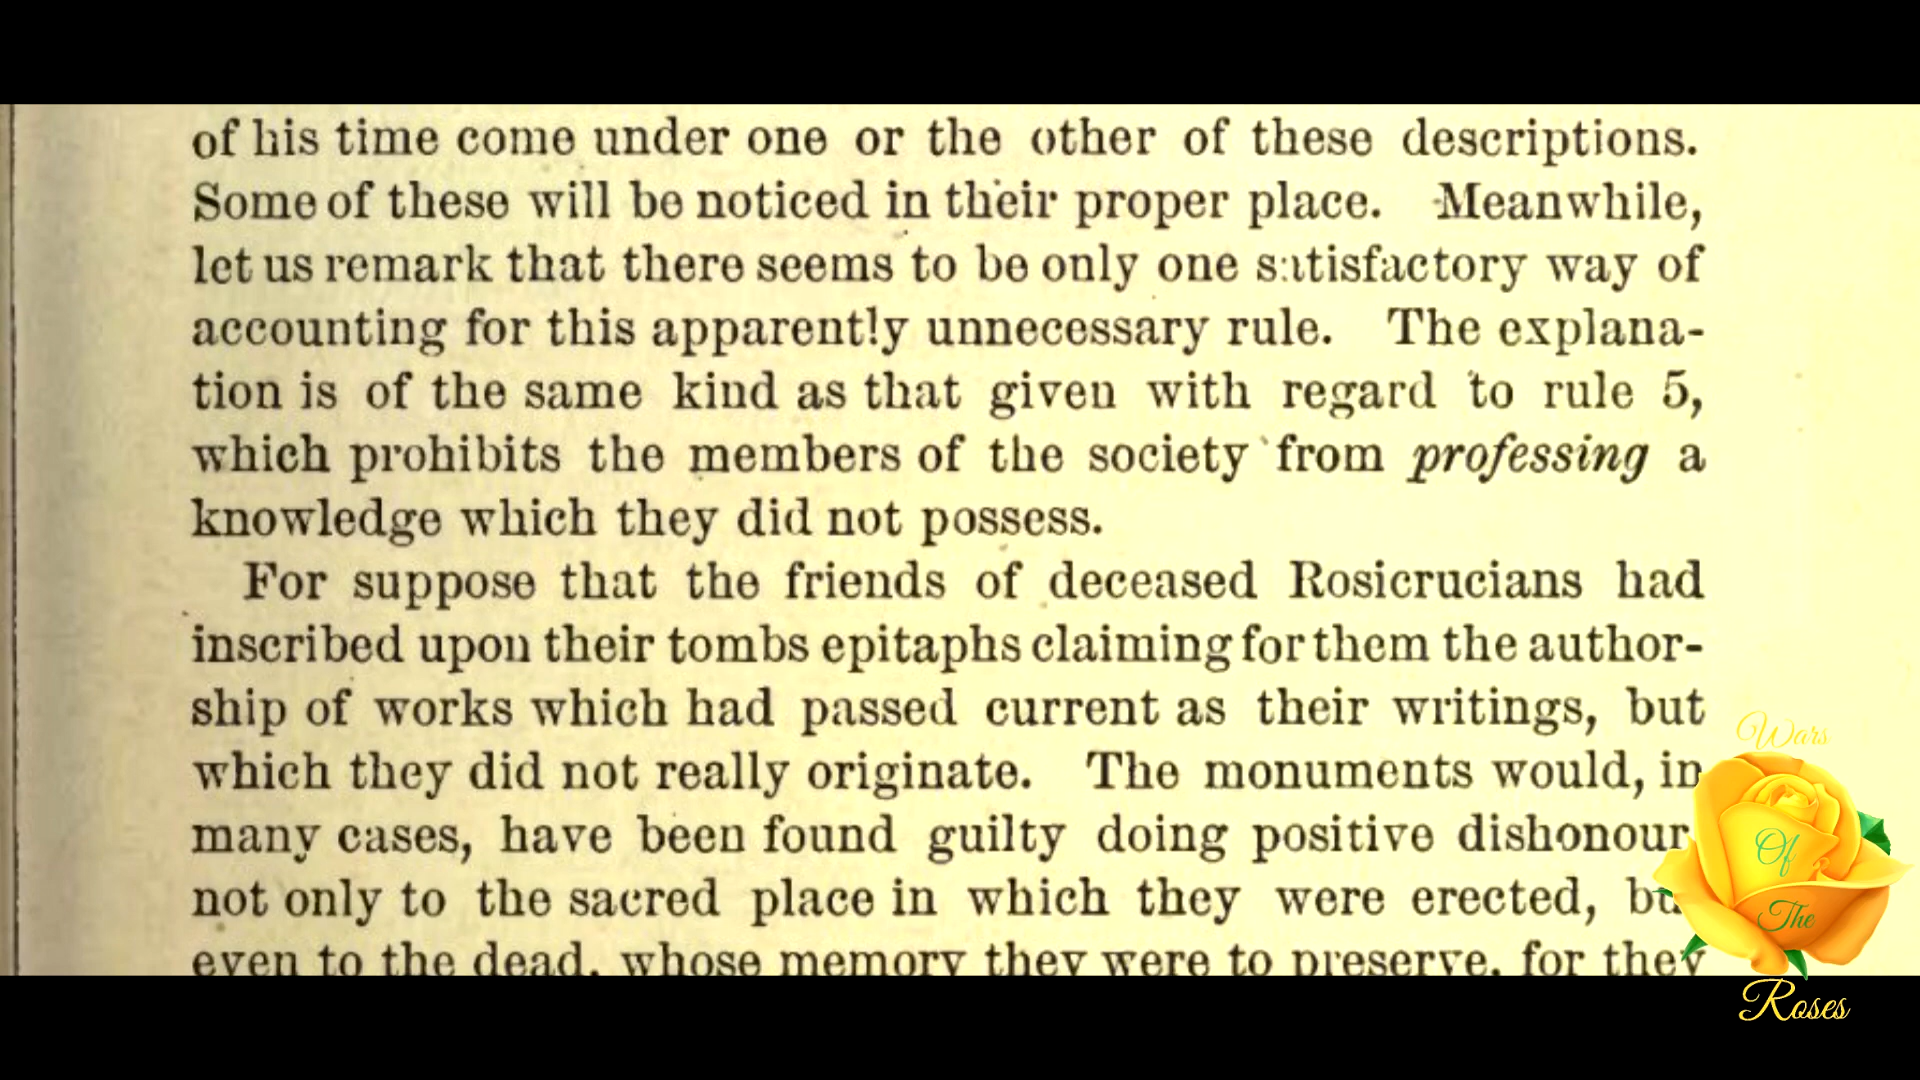 of his time come under one or the other of these descriptions.
Some of these will be noticed in their proper place. Meanwhile,
let us remark that there seems to be only one satisfactory way of
accounting for this apparently unnecessary rule. The explana-
tion is of the same kind as that given with regard to rule 5,
which prohibits the members of the society from professing a
knowledge which they did not possess.
For suppose that the friends of deceased Rosicrucians had
inscribed upon their tombs epitaphs claiming for them the author-
ship of works which had passed current as their writings, but
which they did not really originate. The monuments would, in
many cases, have been found guilty doing positive dishonour
not only to the sacred place in which they were erected, but
even to the dead, whose memory they were to preserve, for they
Wars
Of
The
Roses